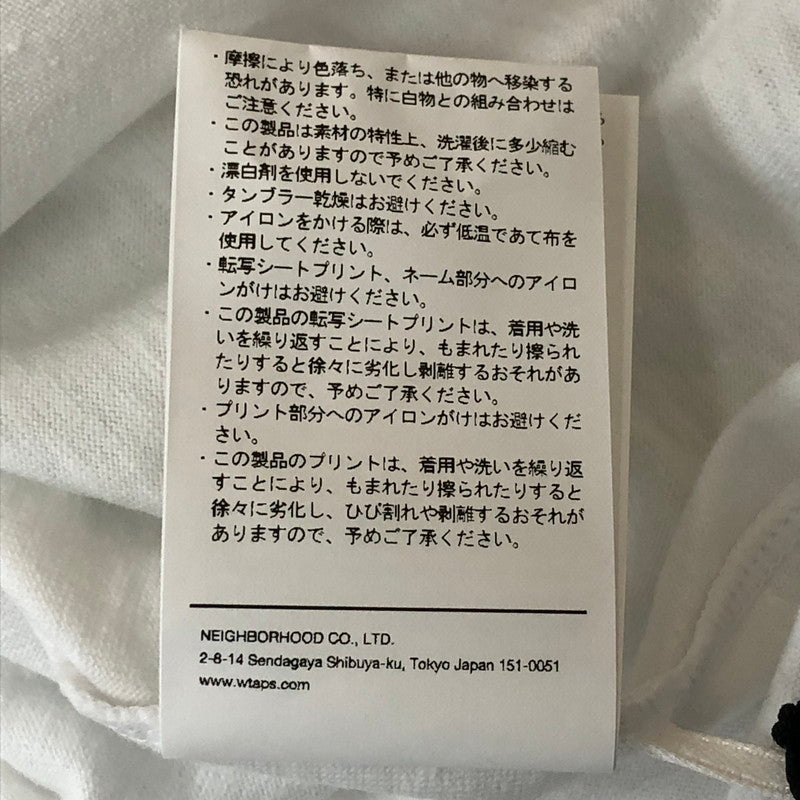 ・摩擦により色落ち、または他の物へ移染する
恐れがあります。特に白物との組み合わせは
ご注意ください。
・この製品は素材の特性上、洗濯後に多少縮む
ことがありますので予めご了承ください。
・漂白剤を使用しないでください。
・タンブラー乾燥はお避けください。
・アイロンをかける際は、必ず低温であて布を
使用してください。
・転写シートプリント、ネーム部分へのアイロ
ンがけはお避けください。
・この製品の転写シートプリントは、着用や洗
いを繰り返すことにより、もまれたり擦られ
たりすると徐々に劣化し剥離するおそれがあ
りますので、予めご了承ください。
・プリント部分へのアイロンがけはお避けくだ
さい。
・この製品のプリントは、着用や洗いを繰り返
すことにより、もまれたり擦られたりすると
徐々に劣化し、ひび割れや剥離するおそれが
ありますので、予めご了承ください。
NEIGHBORHOOD CO., LTD.
2-8-14 Sendagaya Shibuya-ku, Tokyo Japan 151-0051
www.wtaps.com